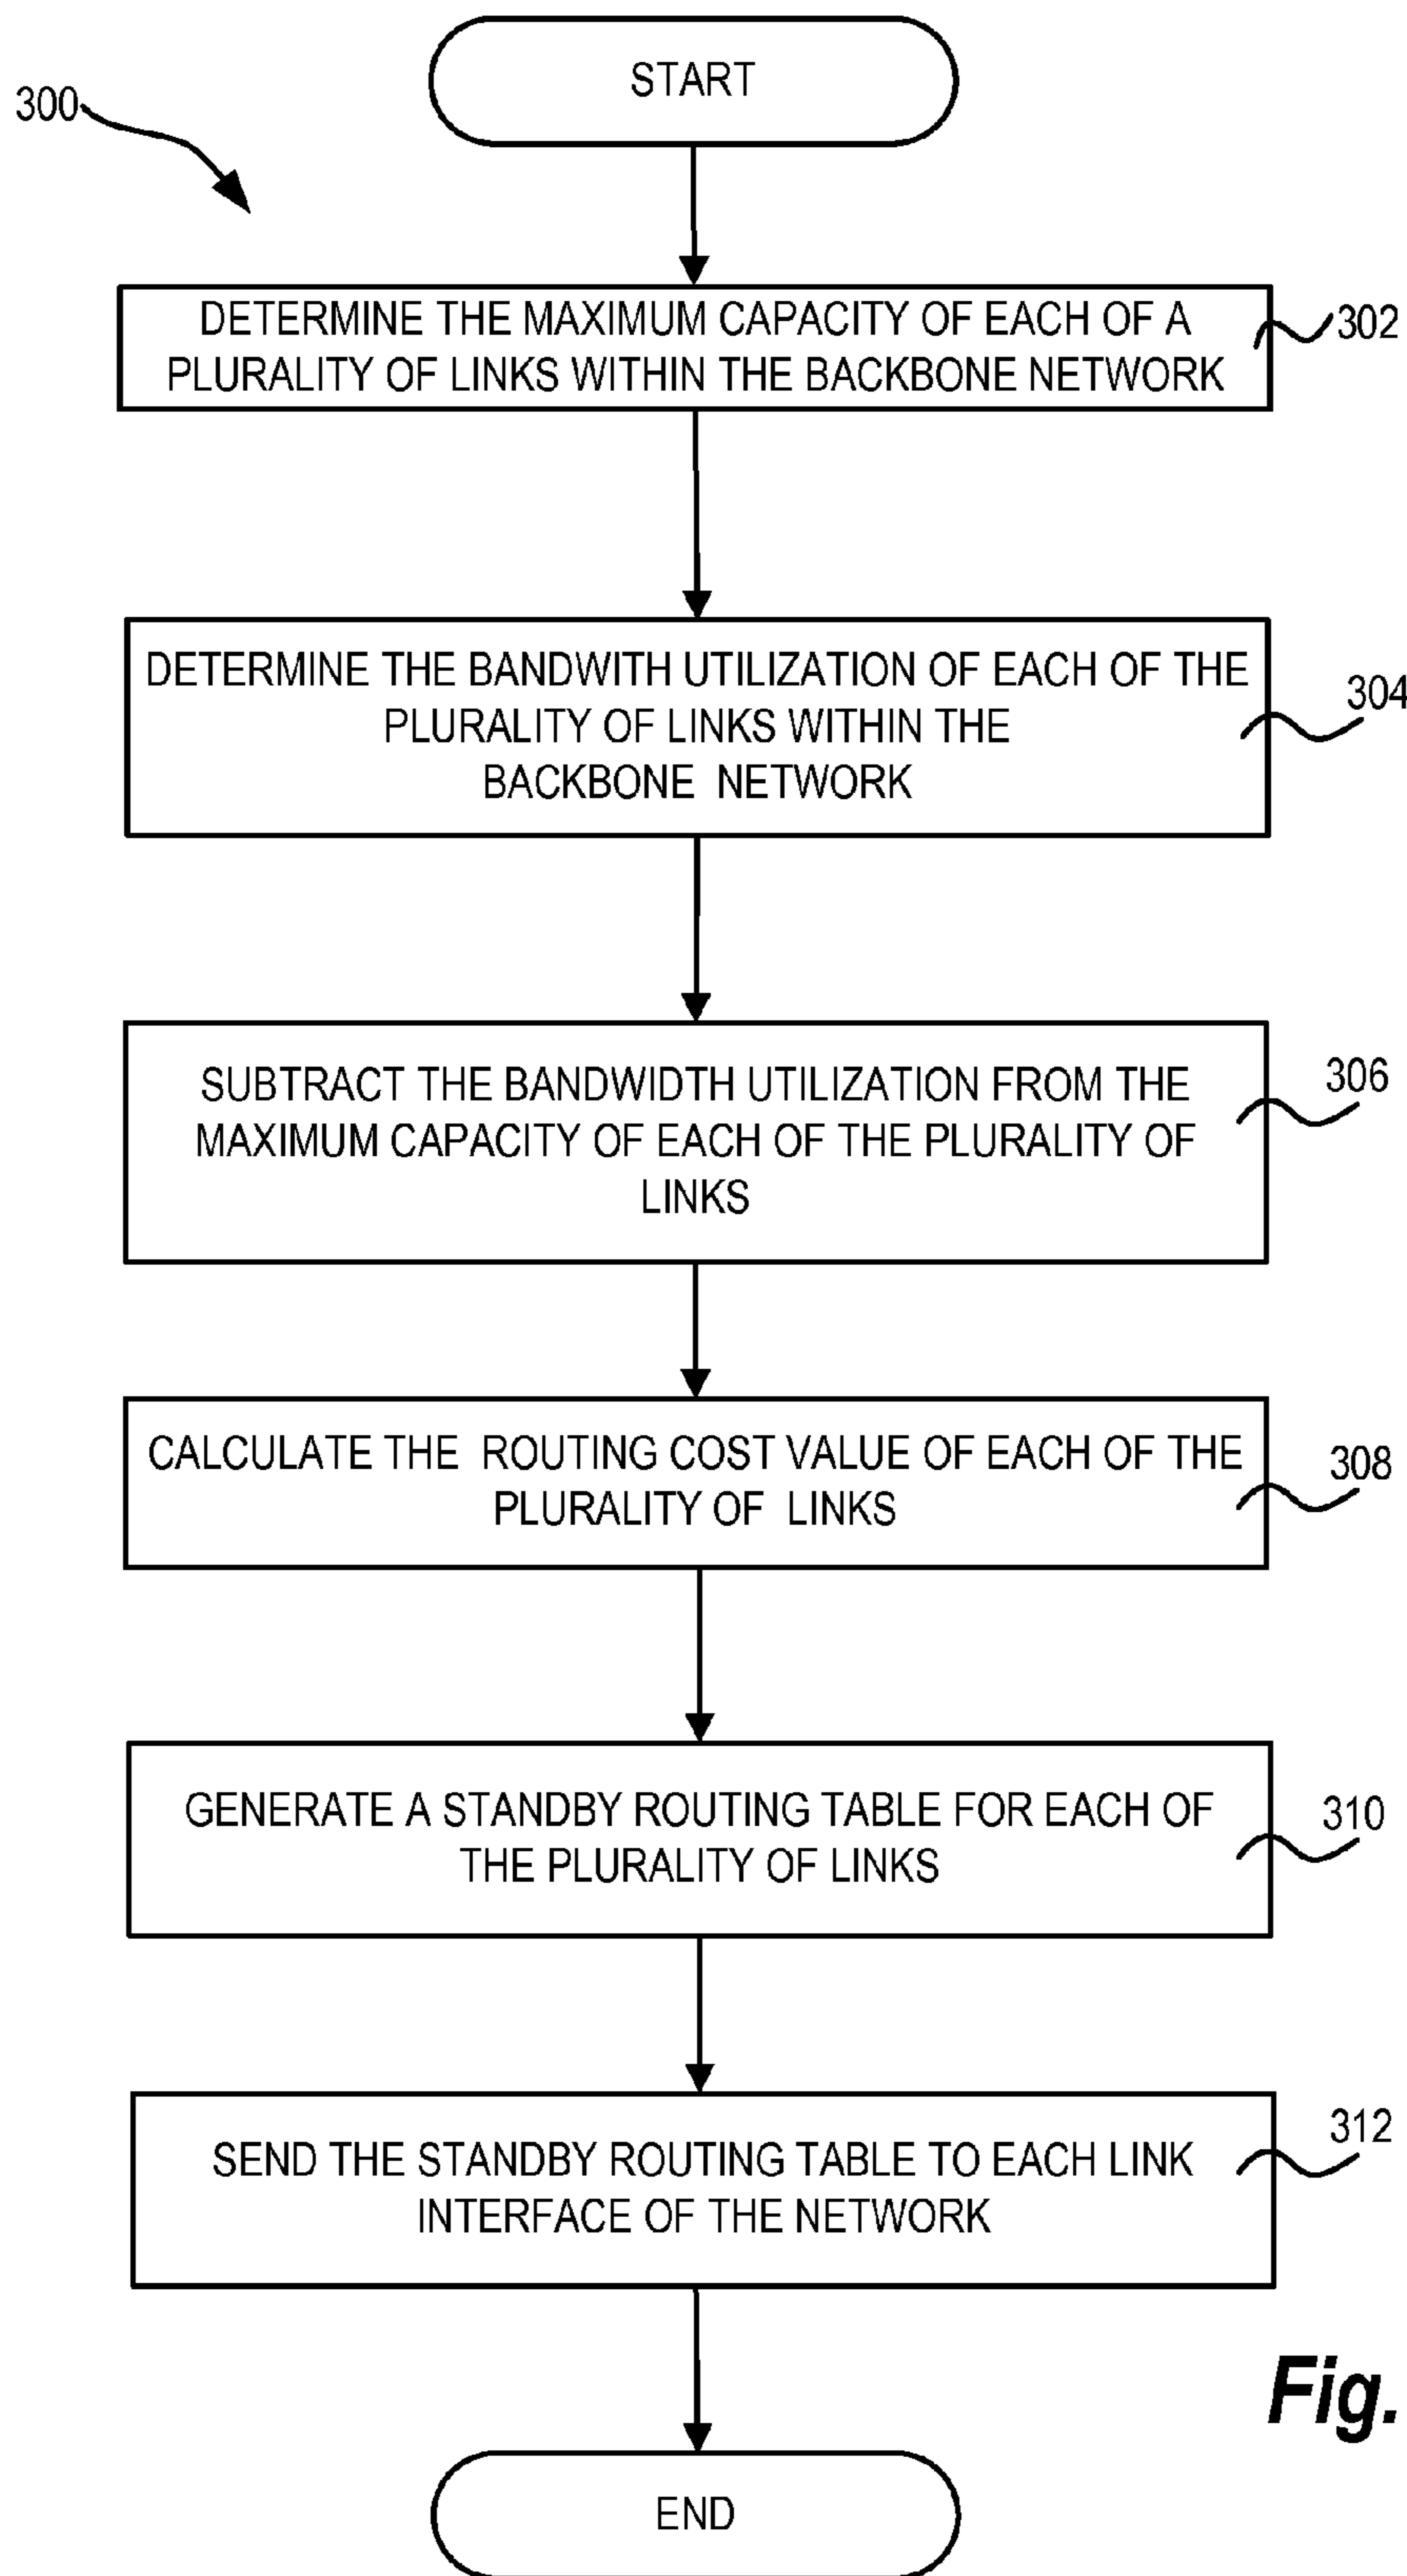 START
300
DETERMINE THE MAXIMUM CAPACITY OF EACH OF A
PLURALITY OF LINKS WITHIN THE BACKBONE NETWORK
302
DETERMINE THE BANDWITH UTILIZATION OF EACH OF THE
PLURALITY OF LINKS WITHIN THE
BACKBONE NETWORK
304
SUBTRACT THE BANDWIDTH UTILIZATION FROM THE
MAXIMUM CAPACITY OF EACH OF THE PLURALITY OF
LINKS
306
CALCULATE THE ROUTING COST VALUE OF EACH OF THE
PLURALITY OF LINKS
308
GENERATE A STANDBY ROUTING TABLE FOR EACH OF
THE PLURALITY OF LINKS
310
SEND THE STANDBY ROUTING TABLE TO EACH LINK
INTERFACE OF THE NETWORK
312
Fig.
END